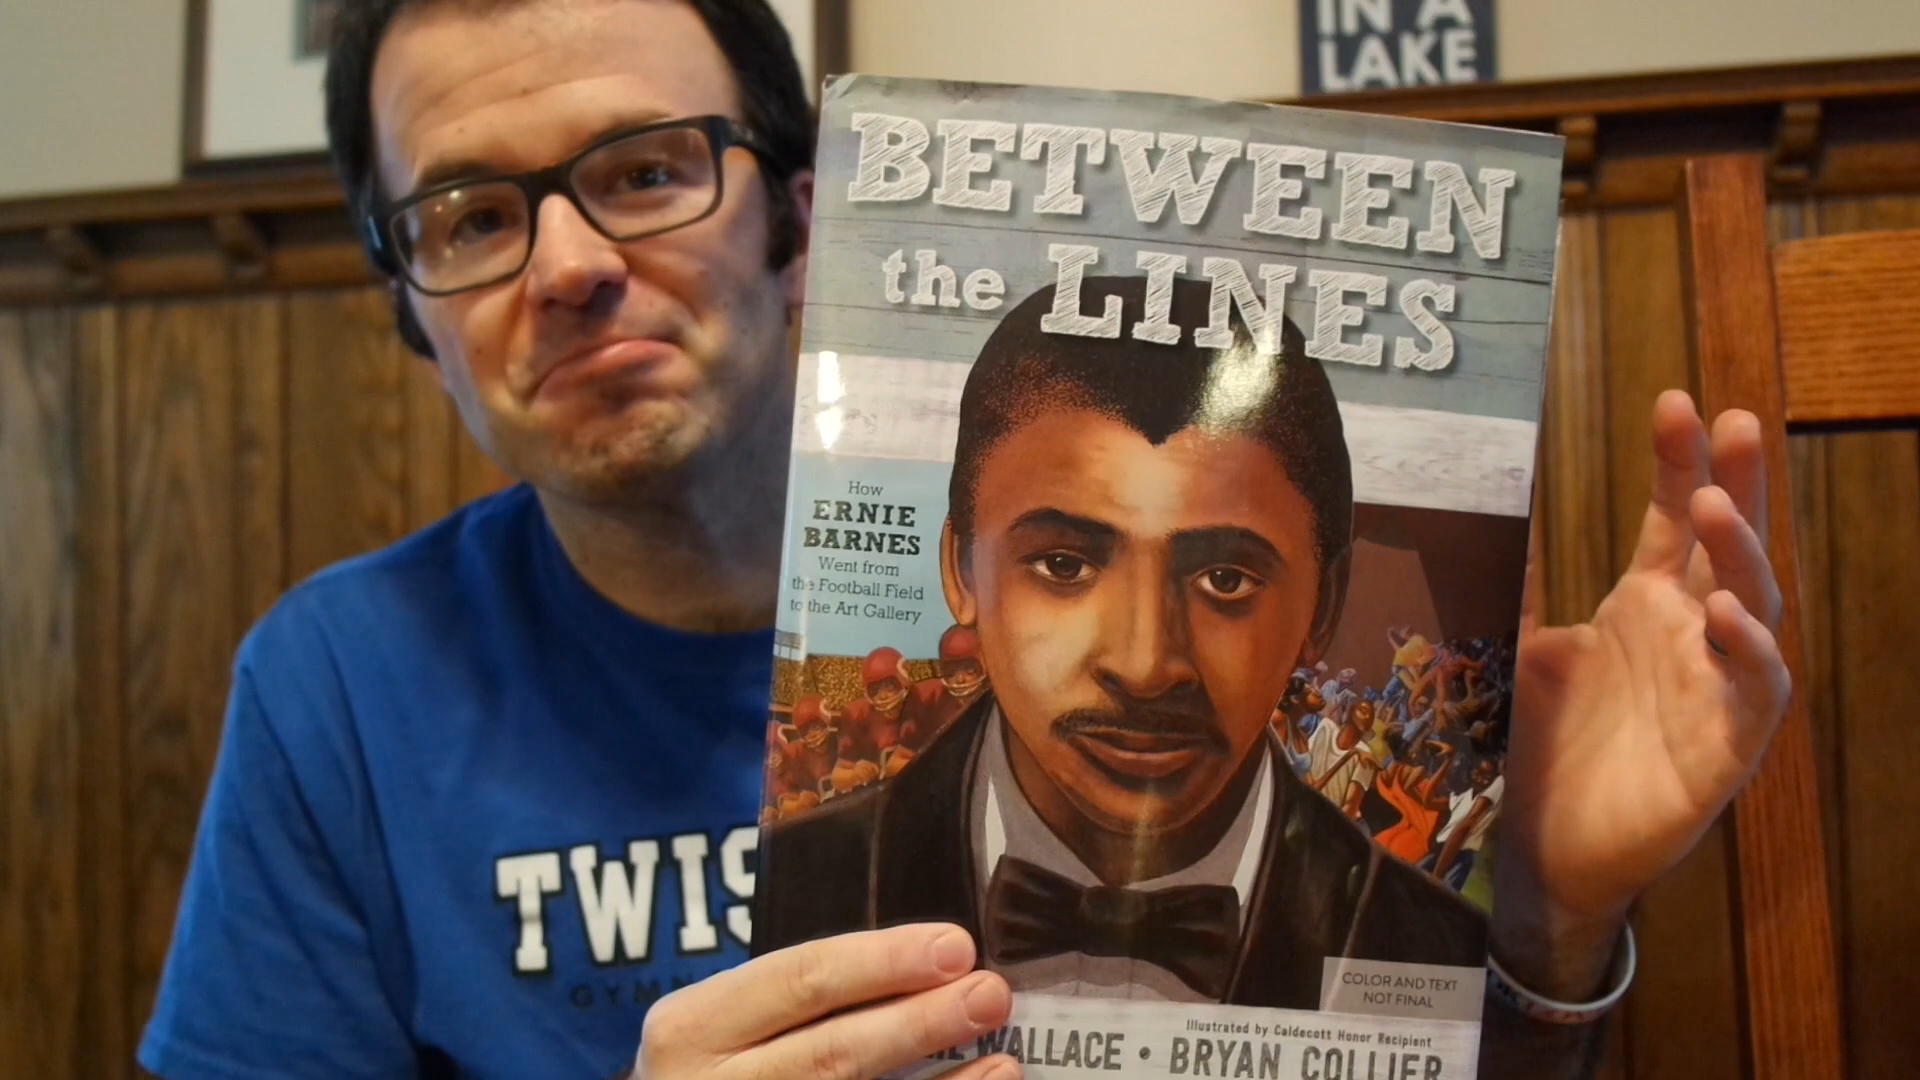 IN A
LAKE
BETWEEN
the LINES
How
ERNIE
BARNES
Went from
the Football Field
to the Art Gallery
TWIS
COLOR AND TEXT
NOT FINAL
Illustrated by Caldecott Honor Recipient
WALLACE • BRYAN COLLIER